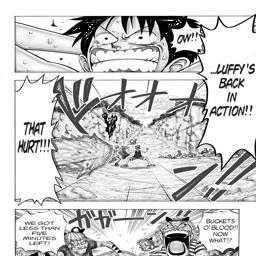 OW!!
...LUFFY'S
BACK
IN
ACTION!!
THAT
HURT!!!
BUCKETS
O' BLOOD!!
NOW
WHAT!?
WE GOT
LESS THAN
FIVE
MINUTES
LEFT!